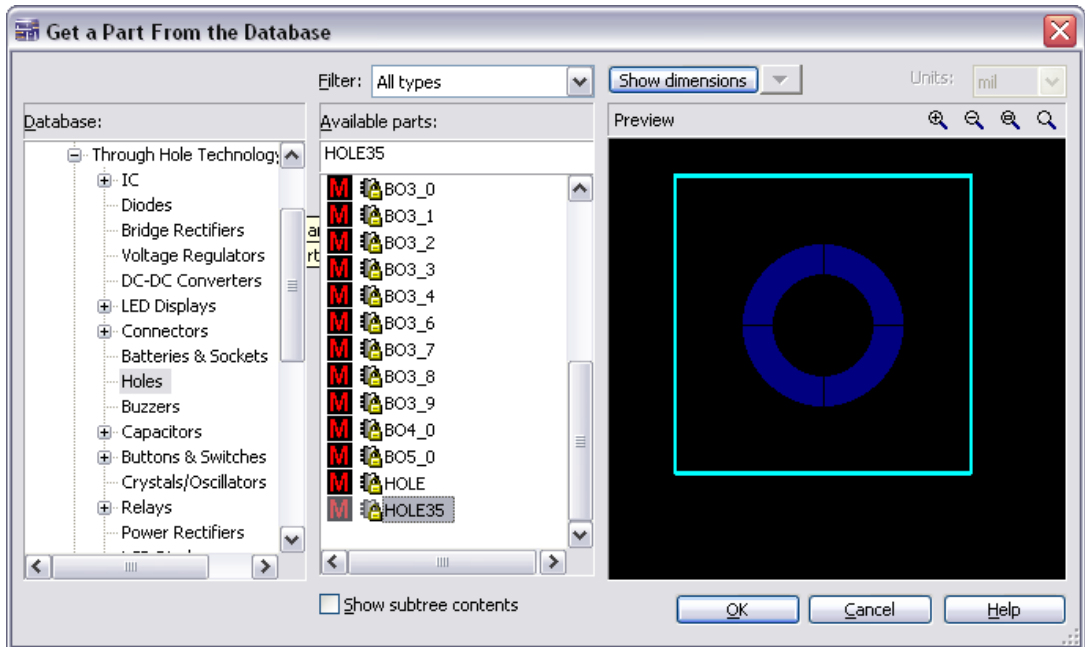 Get a Part From the Database
Filter: All types
Show dimensions
Units: mil
Database:
Available parts:
Preview
Through Hole Technology
IC
Diodes
Bridge Rectifiers
Voltage Regulators
DC-DC Converters
LED Displays
Connectors
Batteries & Sockets
Holes
Buzzers
Capacitors
Buttons & Switches
Crystals/Oscillators
Relays
Power Rectifiers
HOLE35
M BO3_0
M BO3_1
M BO3_2
M BO3_3
M BO3_4
M BO3_6
M BO3_7
M BO3_8
M BO3_9
M BO4_0
M BO5_0
M HOLE
M HOLE35
Show subtree contents
OK
Cancel
Help